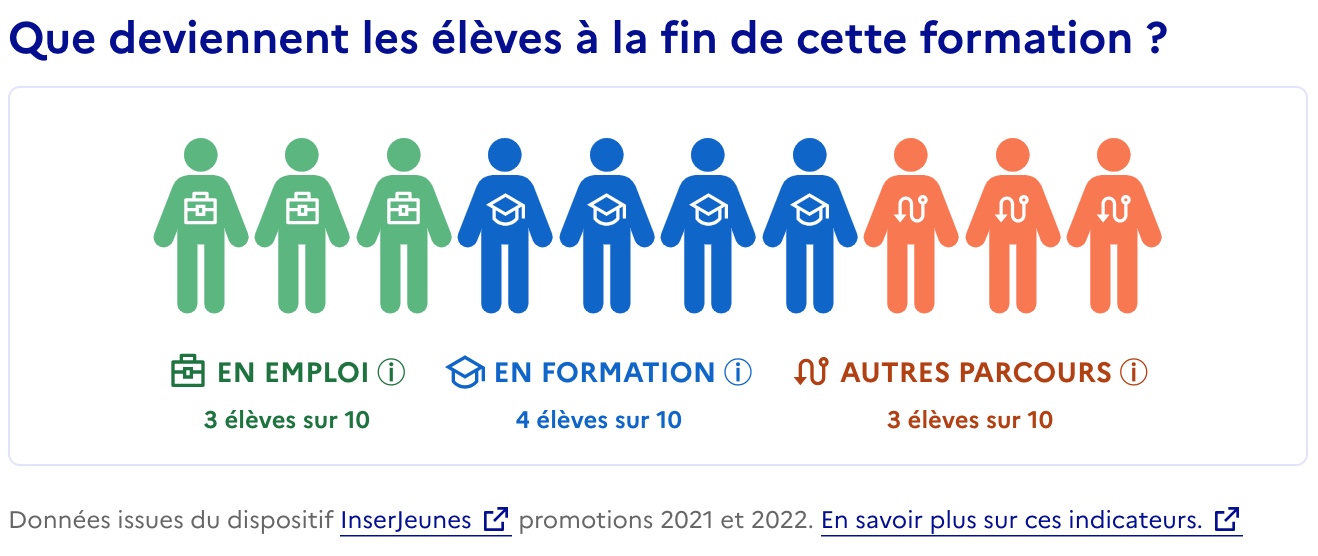 Que deviennent les élèves à la fin de cette formation ?
EN EMPLOI ⓘ EN FORMATION ⓘ AUTRES PARCOURS ⓘ
3 élèves sur 10 4 élèves sur 10 3 élèves sur 10
Données issues du dispositif InserJeunes promotions 2021 et 2022. En savoir plus sur ces indicateurs.